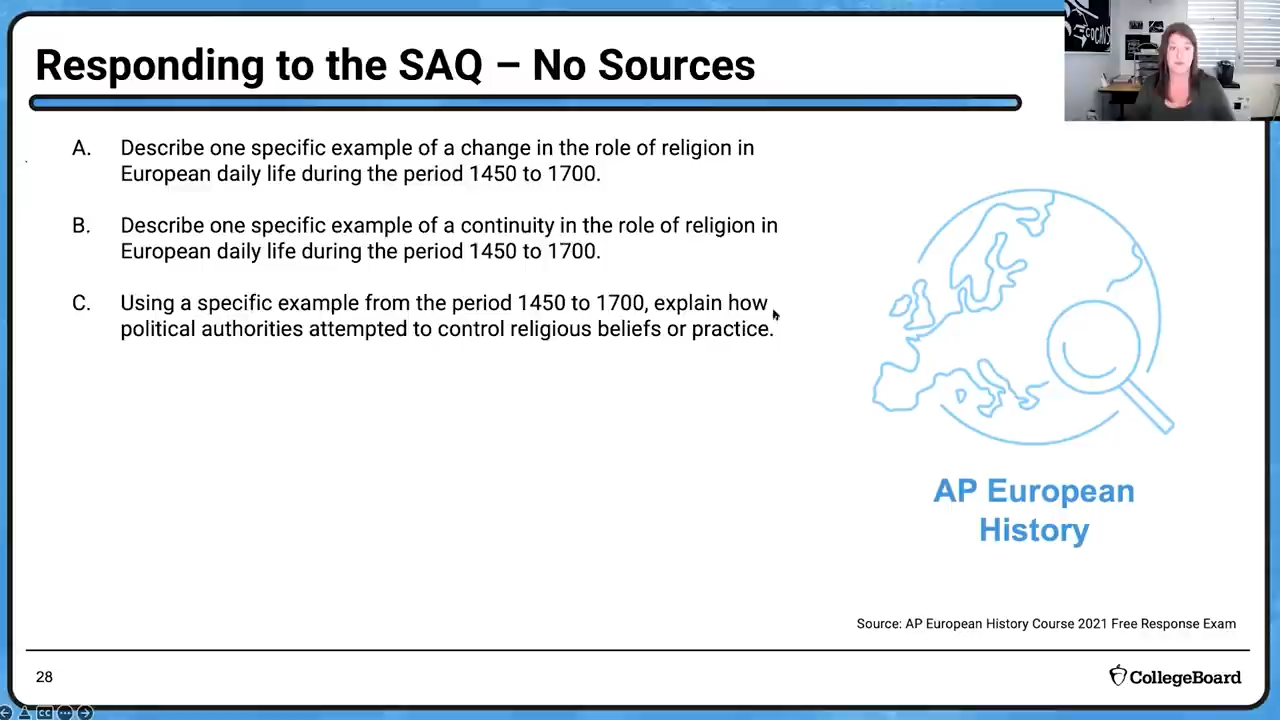 Responding to the SAQ – No Sources
A. Describe one specific example of a change in the role of religion in
European daily life during the period 1450 to 1700.
B. Describe one specific example of a continuity in the role of religion in
European daily life during the period 1450 to 1700.
C. Using a specific example from the period 1450 to 1700, explain how
political authorities attempted to control religious beliefs or practice.
AP European
History
Source: AP European History Course 2021 Free Response Exam
28
CollegeBoard